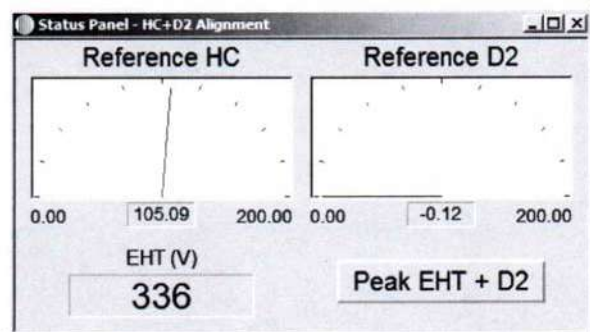 Status Panel - HC+D2 Alignment
Reference HC
Reference D2
0.00
105.09
200.00
0.00
-0.12
200.00
EHT (V)
336
Peak EHT + D2